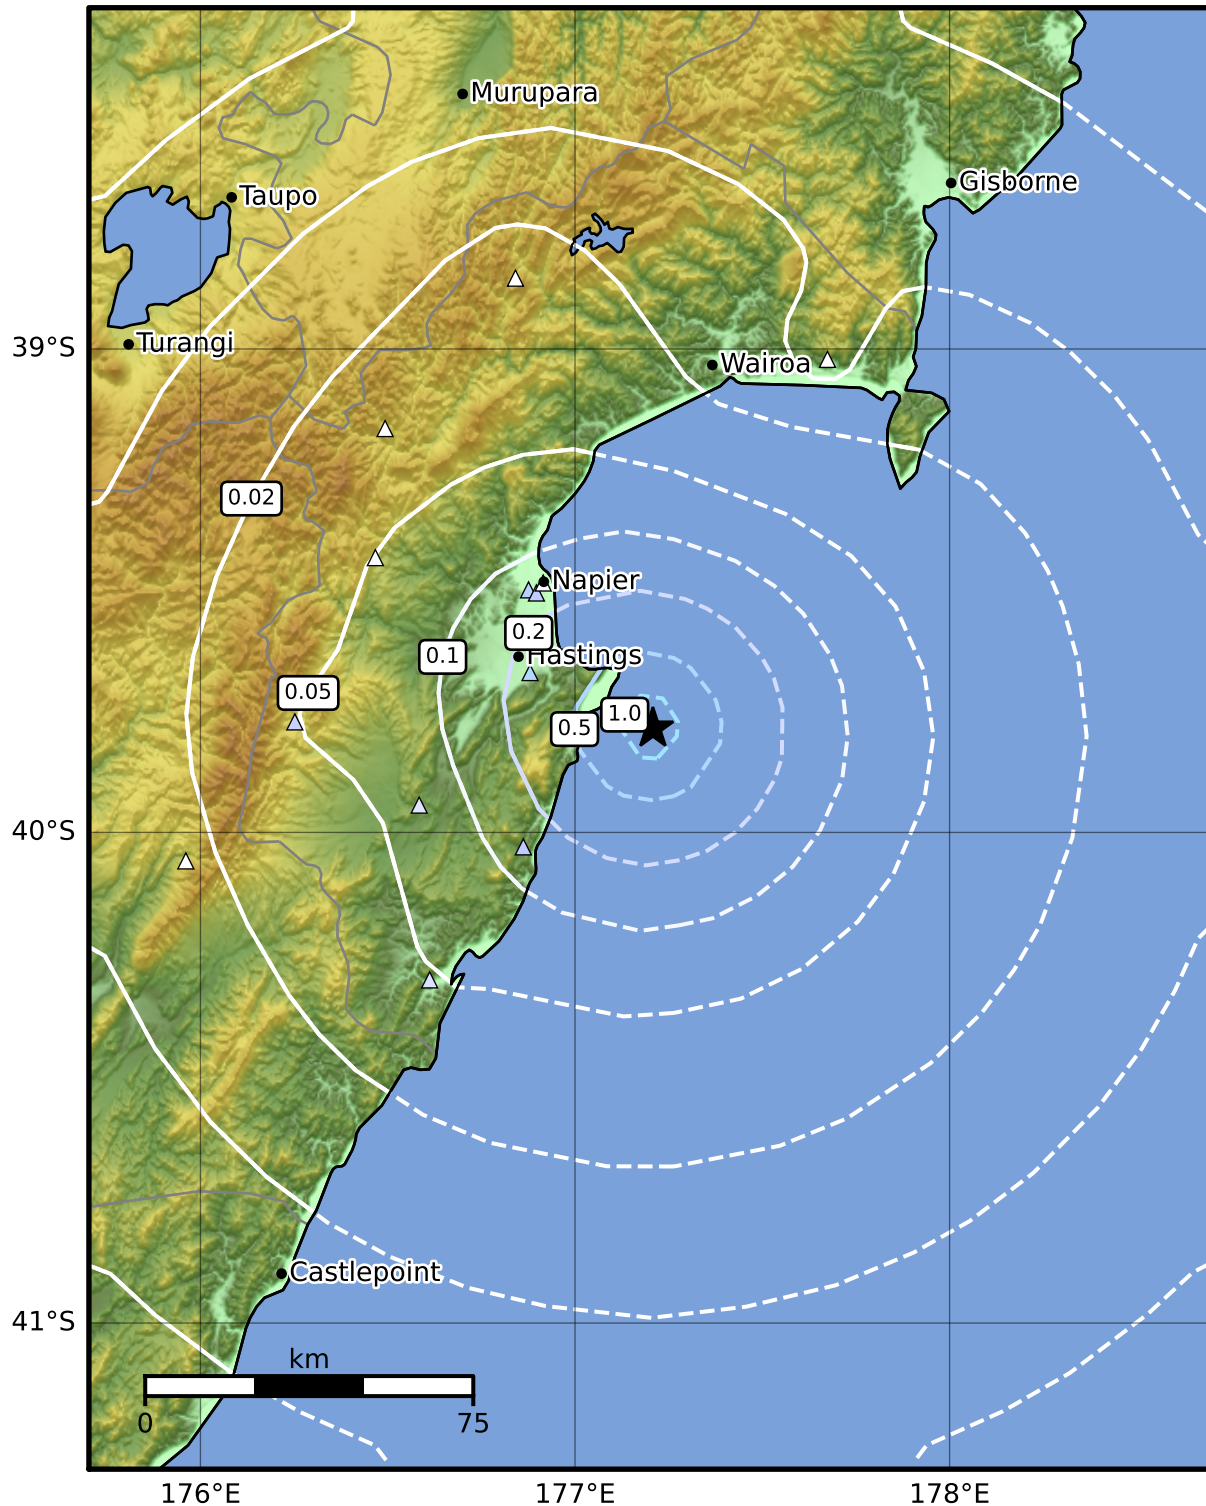 Murupara
Gisborne
Taupo
Turangi
39°S
Wairoa
0.02
Napier
0.2
0.1
Hastings
0.05
1.0
0.5
40°S
Castlepoint
41°S
km
0
75
176°E
177°E
178°E